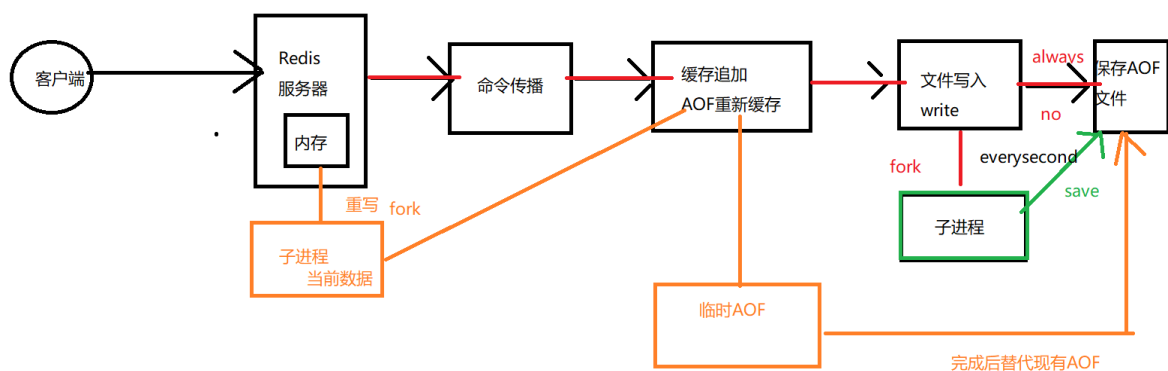 客户端
Redis
服务器
内存
命令传播
缓存追加
AOF重新缓存
文件写入
write
always
no
保存AOF
文件
重写
fork
子进程
当前数据
fork
everysecond
save
子进程
临时AOF
完成后替代现有AOF